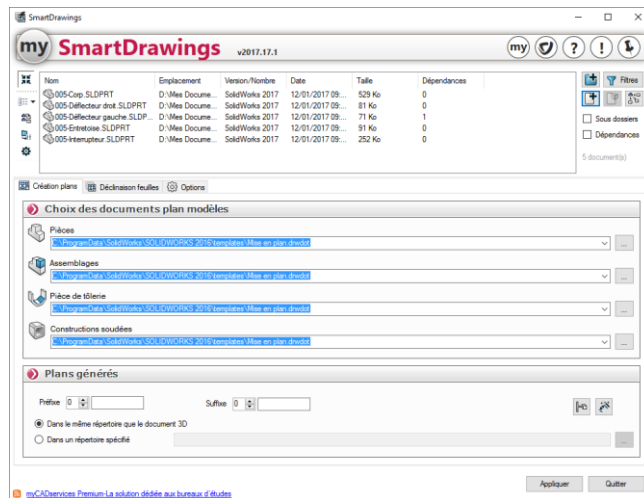 SmartDrawings
my SmartDrawings v2017.17.1
my ? !
Nom Emplacement Version/Nombre Date Taille Dépendances
005-Corp.SLDPRT D:\Mes Docume... SolidWorks 2017 12/01/2017 09:... 529 Ko 0
005-Déflecteur droit.SLDPRT D:\Mes Docume... SolidWorks 2017 12/01/2017 09:... 81 Ko 0
005-Déflecteur gauche.SLDP... D:\Mes Docume... SolidWorks 2017 12/01/2017 09:... 71 Ko 1
005-Entretoise.SLDPRT D:\Mes Docume... SolidWorks 2017 12/01/2017 09:... 91 Ko 0
005-Interrupteur.SLDPRT D:\Mes Docume... SolidWorks 2017 12/01/2017 09:... 252 Ko 0
Filtres
Sous dossiers
Dépendances
5 document(s)
Création plans Déclinaison feuilles Options
Choix des documents plan modèles
Pièces
C:\ProgramData\SolidWorks\SOLIDWORKS 2016\templates\Mise en plan.drwdot ...
Assemblages
C:\ProgramData\SolidWorks\SOLIDWORKS 2016\templates\Mise en plan.drwdot ...
Pièce de tôlerie
C:\ProgramData\SolidWorks\SOLIDWORKS 2016\templates\Mise en plan.drwdot ...
Constructions soudées
C:\ProgramData\SolidWorks\SOLIDWORKS 2016\templates\Mise en plan.drwdot ...
Plans générés
Préfixe 0 Suffixe 0
Dans le même répertoire que le document 3D
Dans un répertoire spécifié ...
Appliquer Quitter
myCADservices Premium-La solution dédiée aux bureaux d'études